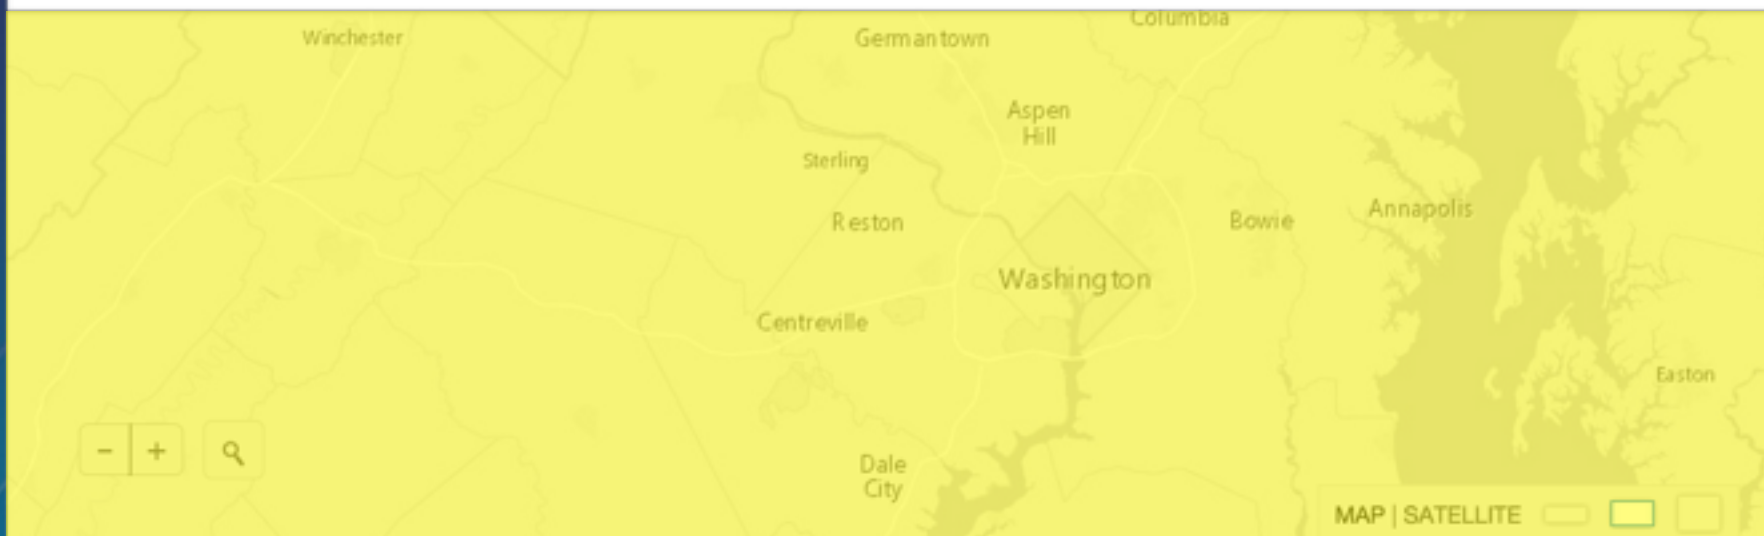 Columbia
Winchester
Germantown
Aspen
Hill
Sterling
Reston
Bowie
Annapolis
Washington
Centreville
Easton
− +
Dale
City
MAP | SATELLITE